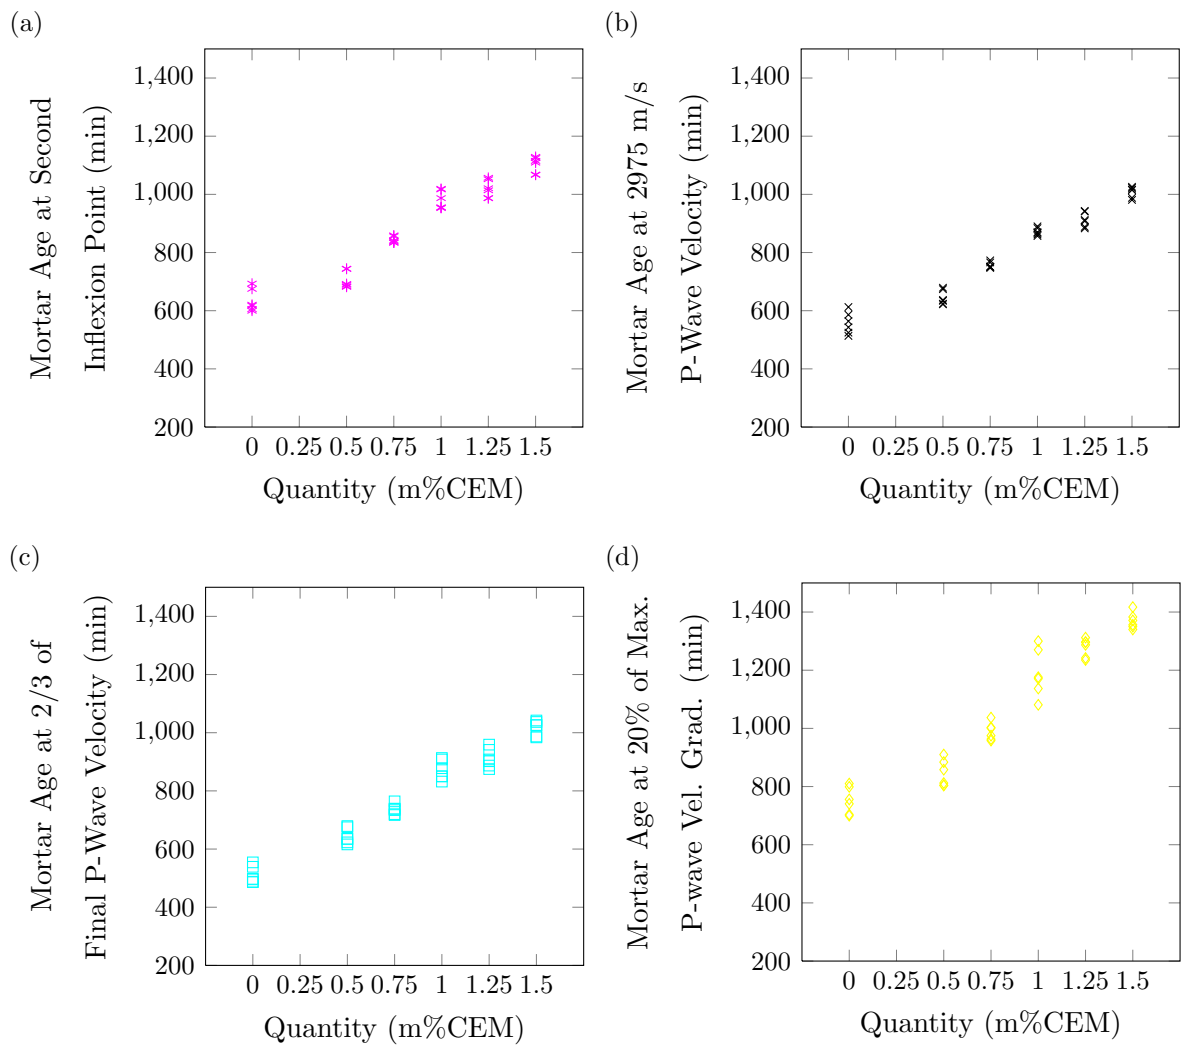 (a)
Mortar Age at Second
Inflexion Point (min)
1,400
1,200
1,000
800
600
400
200
0 0.25 0.5 0.75 1 1.25 1.5
Quantity (m%CEM)
(b)
Mortar Age at 2975 m/s
P-Wave Velocity (min)
1,400
1,200
1,000
800
600
400
200
0 0.25 0.5 0.75 1 1.25 1.5
Quantity (m%CEM)
(c)
Mortar Age at 2/3 of
Final P-Wave Velocity (min)
1,400
1,200
1,000
800
600
400
200
0 0.25 0.5 0.75 1 1.25 1.5
Quantity (m%CEM)
(d)
Mortar Age at 20% of Max.
P-wave Vel. Grad. (min)
1,400
1,200
1,000
800
600
400
200
0 0.25 0.5 0.75 1 1.25 1.5
Quantity (m%CEM)